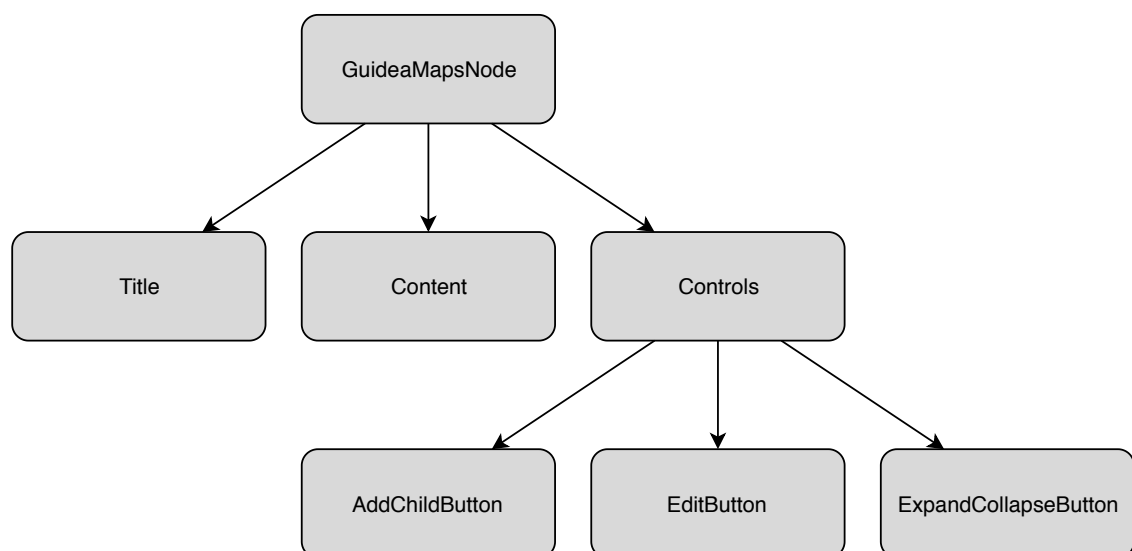 GuideaMapsNode
Title
Content
Controls
AddChildButton
EditButton
ExpandCollapseButton